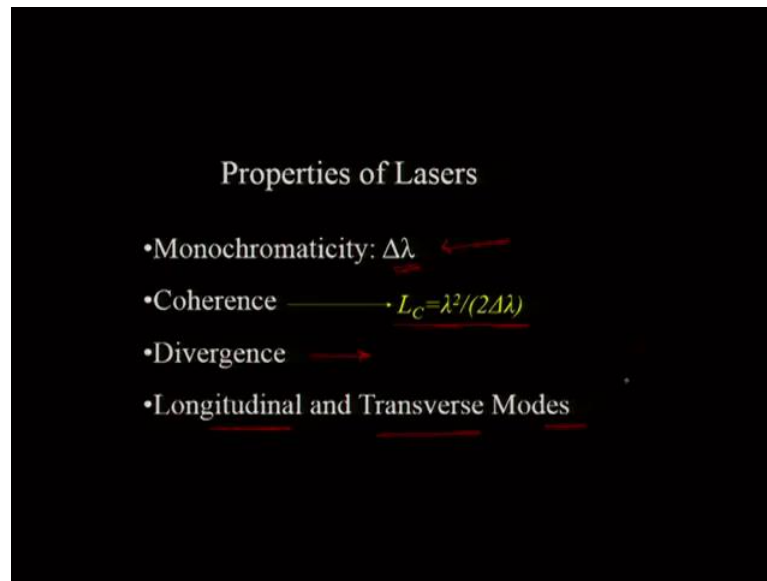 Properties of Lasers
•Monochromaticity: Δλ
•Coherence L_C=λ²/(2Δλ)
•Divergence
•Longitudinal and Transverse Modes